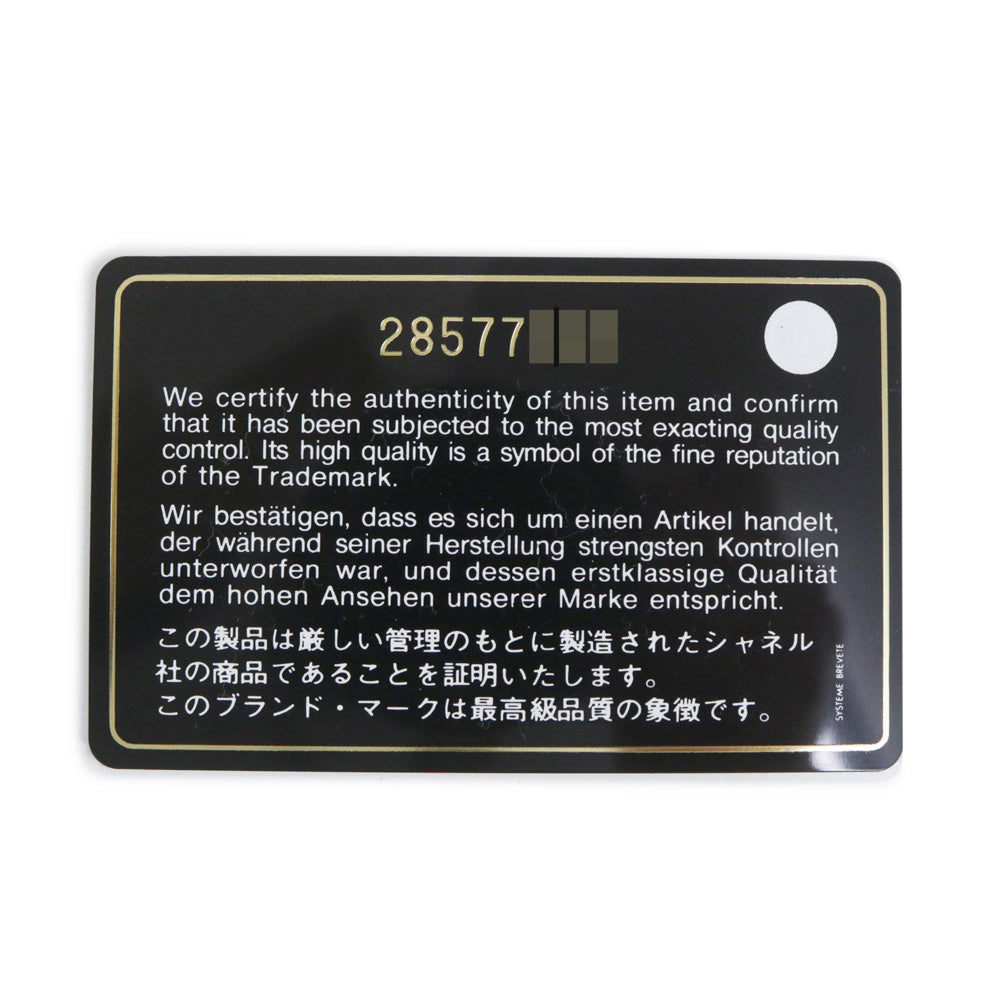 28577
We certify the authenticity of this item and confirm
that it has been subjected to the most exacting quality
control. Its high quality is a symbol of the fine reputation
of the Trademark.
Wir bestätigen, dass es sich um einen Artikel handelt,
der während seiner Herstellung strengsten Kontrollen
unterworfen war, und dessen erstklassige Qualität
dem hohen Ansehen unserer Marke entspricht.
この製品は厳しい管理のもとに製造されたシャネル
社の商品であることを証明いたします。
このブランド・マークは最高級品質の象徴です。
SYSTEME BREVETE